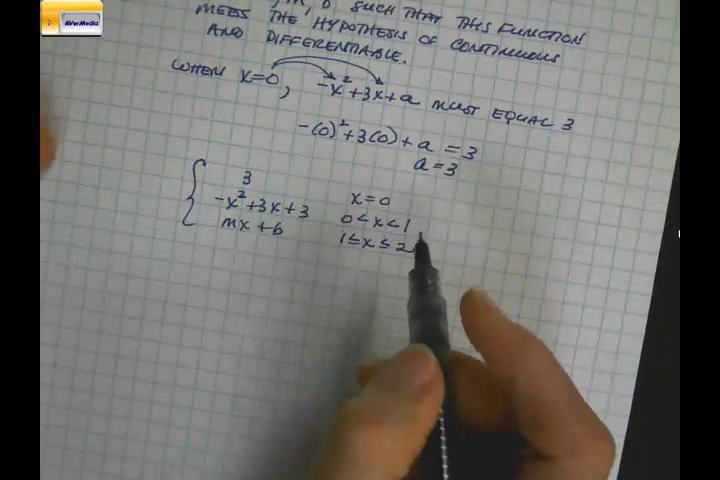 AVerMedia
, m, b SUCH THAT THIS FUNCTION
MEETS THE HYPOTHESIS OF CONTINUOUS
AND DIFFERENTIABLE.
WHEN x=0, -x²+3x+a MUST EQUAL 3
-(0)²+3(0)+a = 3
a = 3
3 x=0
-x²+3x+3 0<x<1
mx+b 1≤x≤2